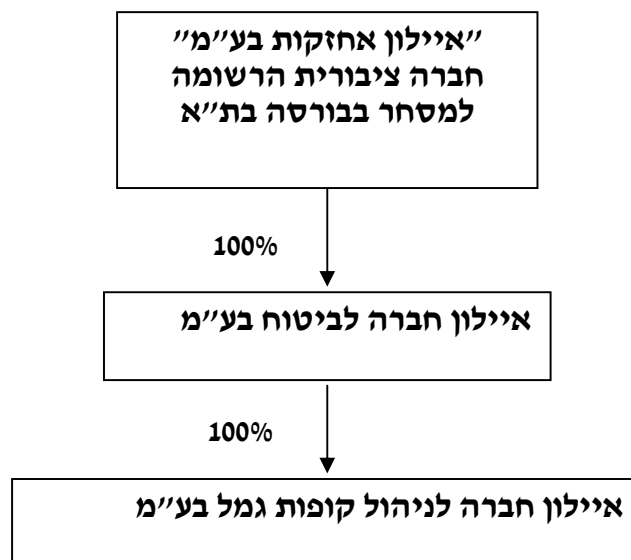 "איילון אחזקות בע"מ"
חברה ציבורית הרשומה
למסחר בבורסה בת"א
100%
איילון חברה לביטוח בע"מ
100%
איילון חברה לניהול קופות גמל בע"מ